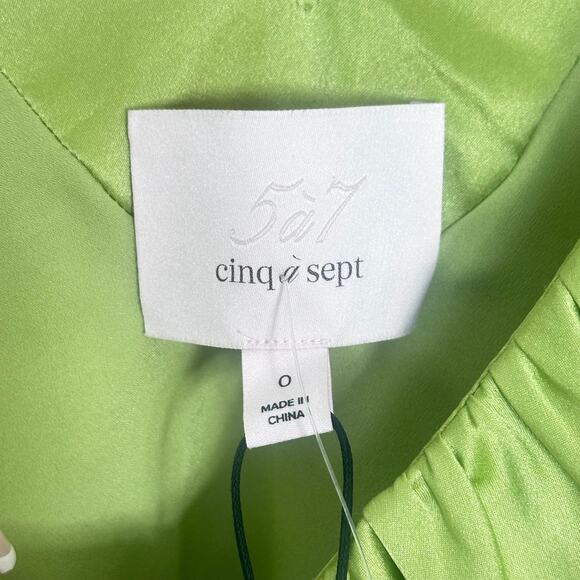 5à7
cinq à sept
0
MADE IN
CHINA